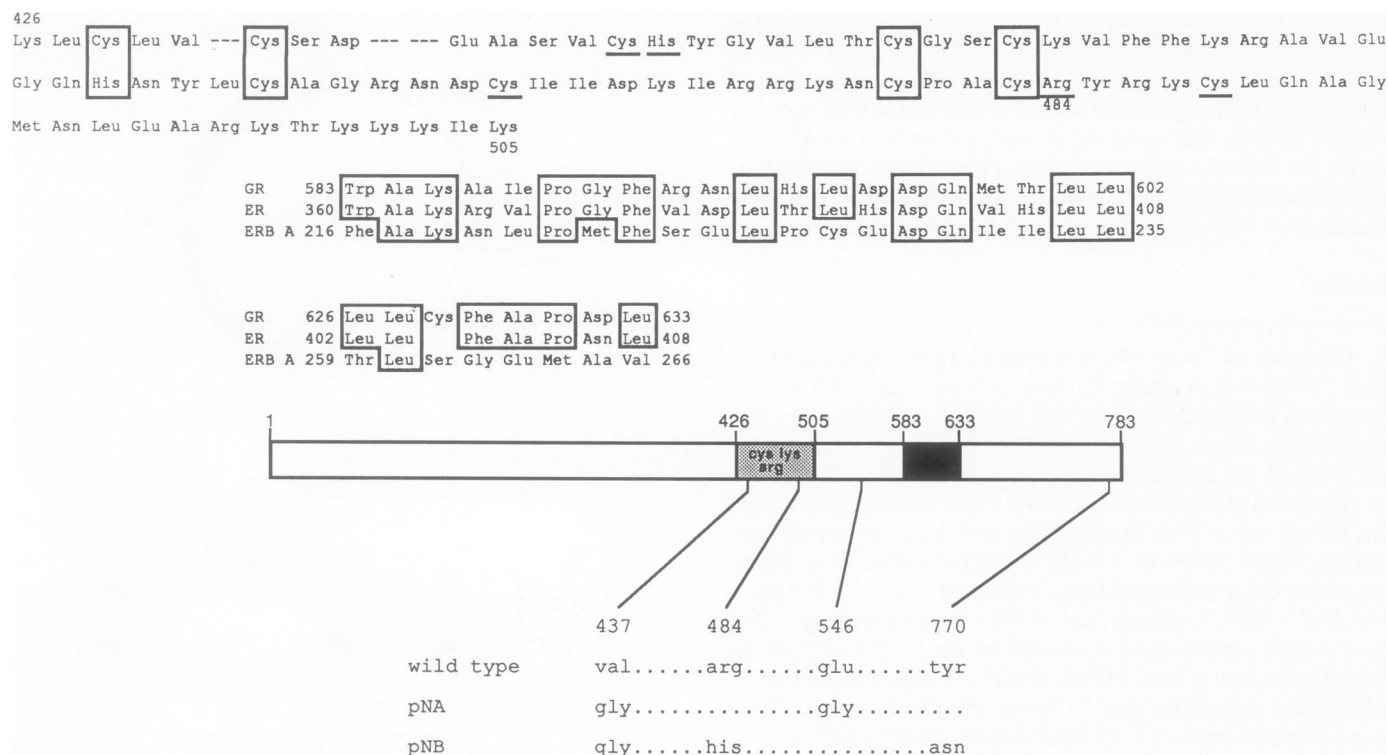 426
Lys Leu Cys Leu Val --- Cys Ser Asp --- --- Glu Ala Ser Val Cys His Tyr Gly Val Leu Thr Cys Gly Ser Cys Lys Val Phe Phe Lys Arg Ala Val Glu
Gly Gln His Asn Tyr Leu Cys Ala Gly Arg Asn Asp Cys Ile Ile Asp Lys Ile Arg Arg Lys Asn Cys Pro Ala Cys Arg Tyr Arg Lys Cys Leu Gln Ala Gly
484
Met Asn Leu Glu Ala Arg Lys Thr Lys Lys Lys Ile Lys
505
GR 583 Trp Ala Lys Ala Ile Pro Gly Phe Arg Asn Leu His Leu Asp Asp Gln Met Thr Leu Leu 602
ER 360 Trp Ala Lys Arg Val Pro Gly Phe Val Asp Leu Thr Leu His Asp Gln Val His Leu Leu 408
ERB A 216 Phe Ala Lys Asn Leu Pro Met Phe Ser Glu Leu Pro Cys Glu Asp Gln Ile Ile Leu Leu 235
GR 626 Leu Leu Cys Phe Ala Pro Asp Leu 633
ER 402 Leu Leu Phe Ala Pro Asn Leu 408
ERB A 259 Thr Leu Ser Gly Glu Met Ala Val 266
1 426 505 583 633 783
cys lys
arg
437 484 546 770
wild type val......arg......glu......tyr
pNA gly...............gly
pNB gly......his...............asn